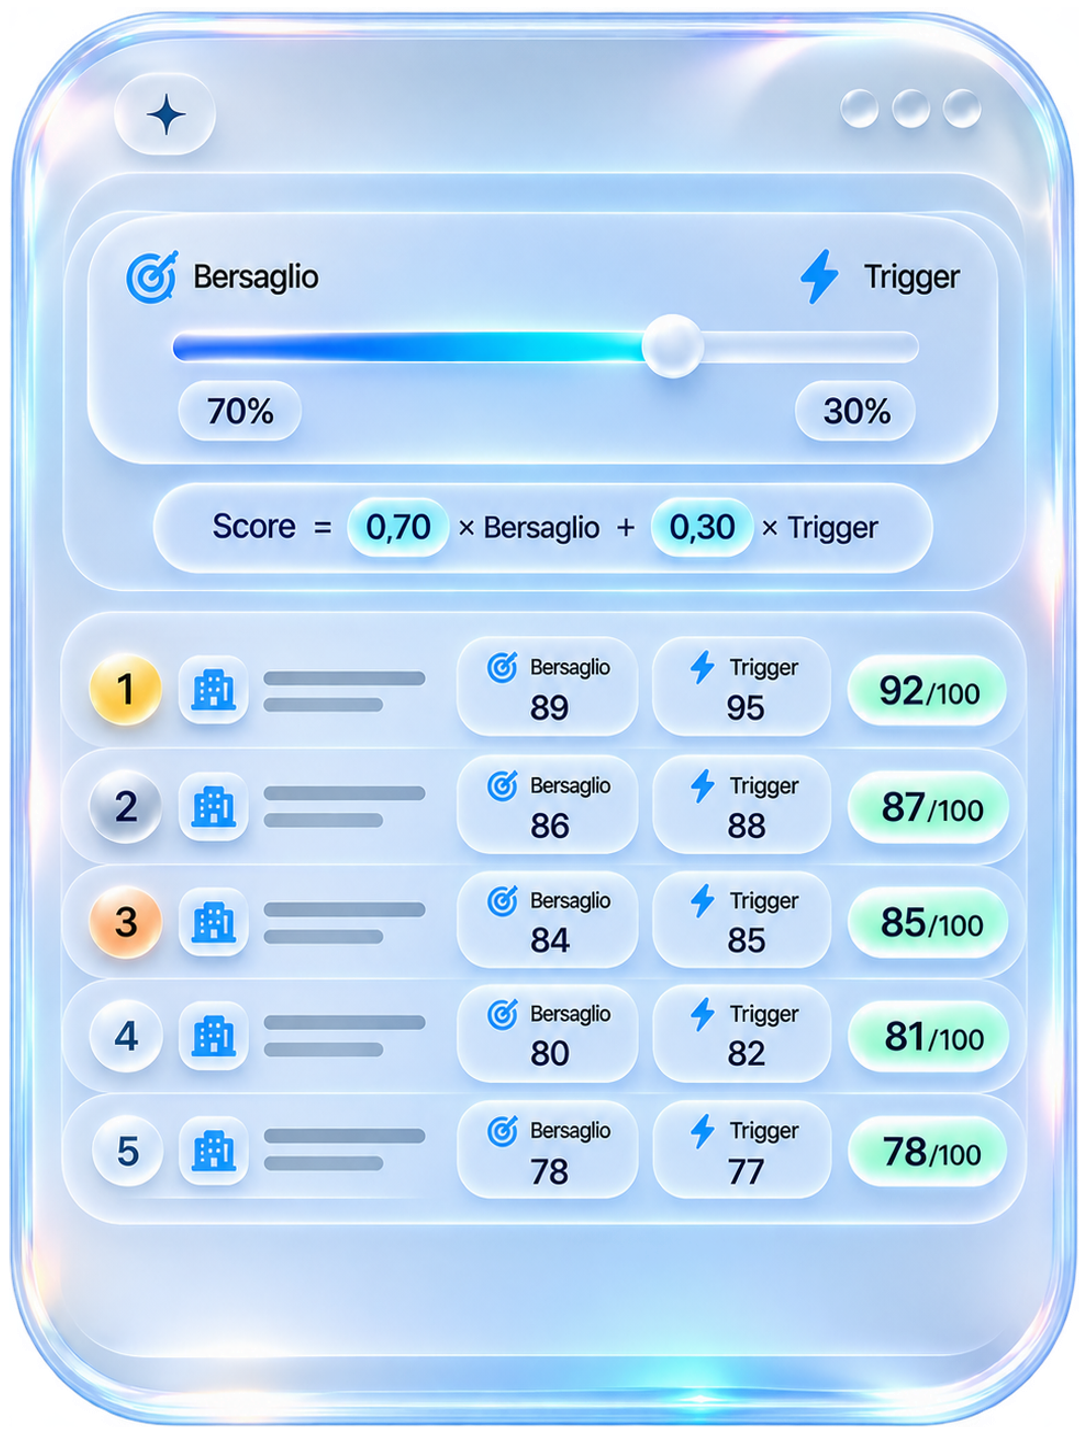 Bersaglio Trigger
70% 30%
Score = 0,70 × Bersaglio + 0,30 × Trigger
1 Bersaglio 89 Trigger 95 92/100
2 Bersaglio 86 Trigger 88 87/100
3 Bersaglio 84 Trigger 85 85/100
4 Bersaglio 80 Trigger 82 81/100
5 Bersaglio 78 Trigger 77 78/100